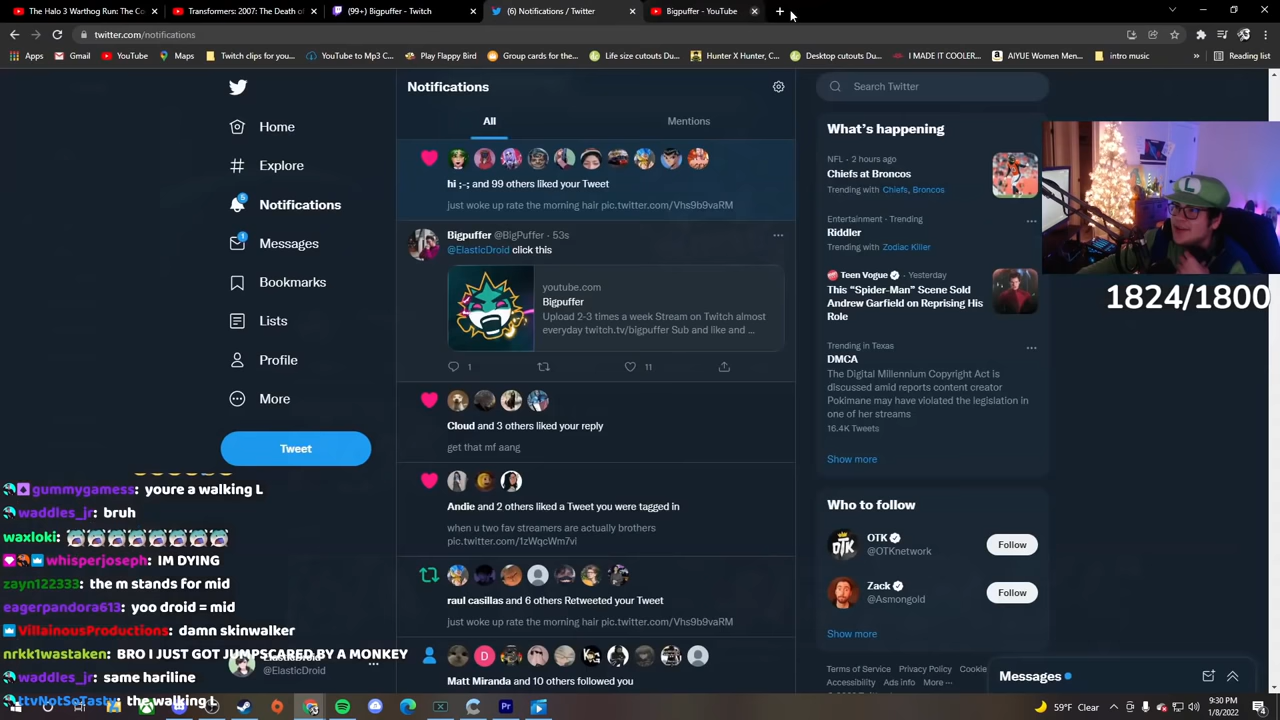 The Halo 3 Warthog Run: The Co
Transformers: 2007: The Death of
(99+) Bigpuffer - Twitch
(6) Notifications / Twitter
Bigpuffer - YouTube
twitter.com/notifications
Apps
Gmail
YouTube
Twitch clips for yout
YouTube to Mp3 Con
Play Flappy Bird
Group cards for the...
Life size cutouts Du...
Hunter X Hunter, C...
Desktop cutouts Du
I MADE IT COOLER...
AIYUE Women Mess
intro music
Reading list
Home
Explore
5
Notifications
1
Messages
Bookmarks
Lists
Profile
More
Tweet
Notifications
All
Mentions
hi ;-; and 99 others liked your Tweet
just woke up rate the morning hair pic.twitter.com/Vhs9b9vaRM
Bigpuffer @BigPufferr · 53s
@ElasticDroid click this
youtube.com
Bigpuffer
Upload 2-3 times a week Stream on Twitch almost
everyday twitch.tv/bigpuffer Sub and like and ...
1
11
Cloud and 3 others liked your reply
get that mf aang
Andie and 2 others liked a Tweet you were tagged in
when u two fav streamers are actually brothers
pic.twitter.com/1zWqcWm7vl
raul casillas and 6 others Retweeted your Tweet
just woke up rate the morning hair pic.twitter.com/Vhs9b9vaRM
Matt Miranda and 10 others followed you
Search Twitter
What's happening
NFL · 2 hours ago
Chiefs at Broncos
Trending with Chiefs, Broncos
Entertainment · Trending
Riddler
Trending with Zodiac Killer
Teen Vogue · Yesterday
This "Spider-Man" Scene Sold
Andrew Garfield on Reprising His
Role
Trending in Texas
DMCA
The Digital Millennium Copyright Act is
discussed amid reports content creator
Pokimane may have violated the legislation in
one of her streams
16.4K Tweets
Show more
Who to follow
OTK
@OTKnetwork
Follow
Zack
@Asmongold
Follow
Show more
Terms of Service Privacy Policy Cookie
Accessibility Ads info More ...
Messages
1824/1800
gummygamess: youre a walking L
waddles_jr: bruh
waxloki:
whisperjoseph: IM DYING
zayn122333: the m stands for mid
eagerpandora613: yoo droid = mid
VillainousProductions: damn skinwalker
nrkk1wastaken: BRO I JUST GOT JUMPSCARED BY A MONKEY
@ElasticDroid
waddles_jr: same hariline
ttvNotSoTasty: the walking l
59°F Clear
9:30 PM
1/8/2022